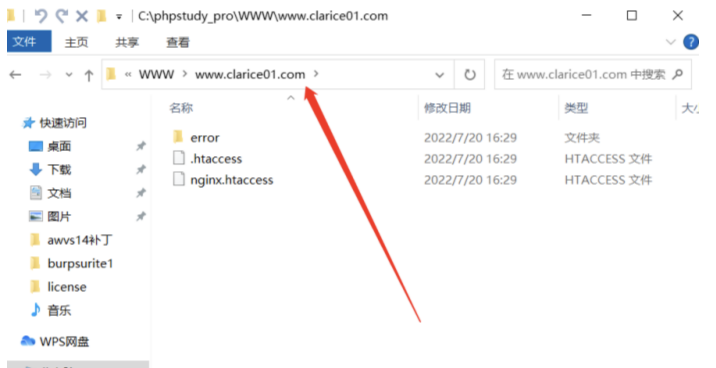 C:\phpstudy_pro\WWW\www.clarice01.com
文件 主页 共享 查看
« WWW › www.clarice01.com › 在 www.clarice01.com 中搜索
名称 修改日期 类型
快速访问
error 2022/7/20 16:29 文件夹
桌面
.htaccess 2022/7/20 16:29 HTACCESS 文件
下载
nginx.htaccess 2022/7/20 16:29 HTACCESS 文件
文档
图片
awvs14补丁
burpsurite1
license
音乐
WPS网盘